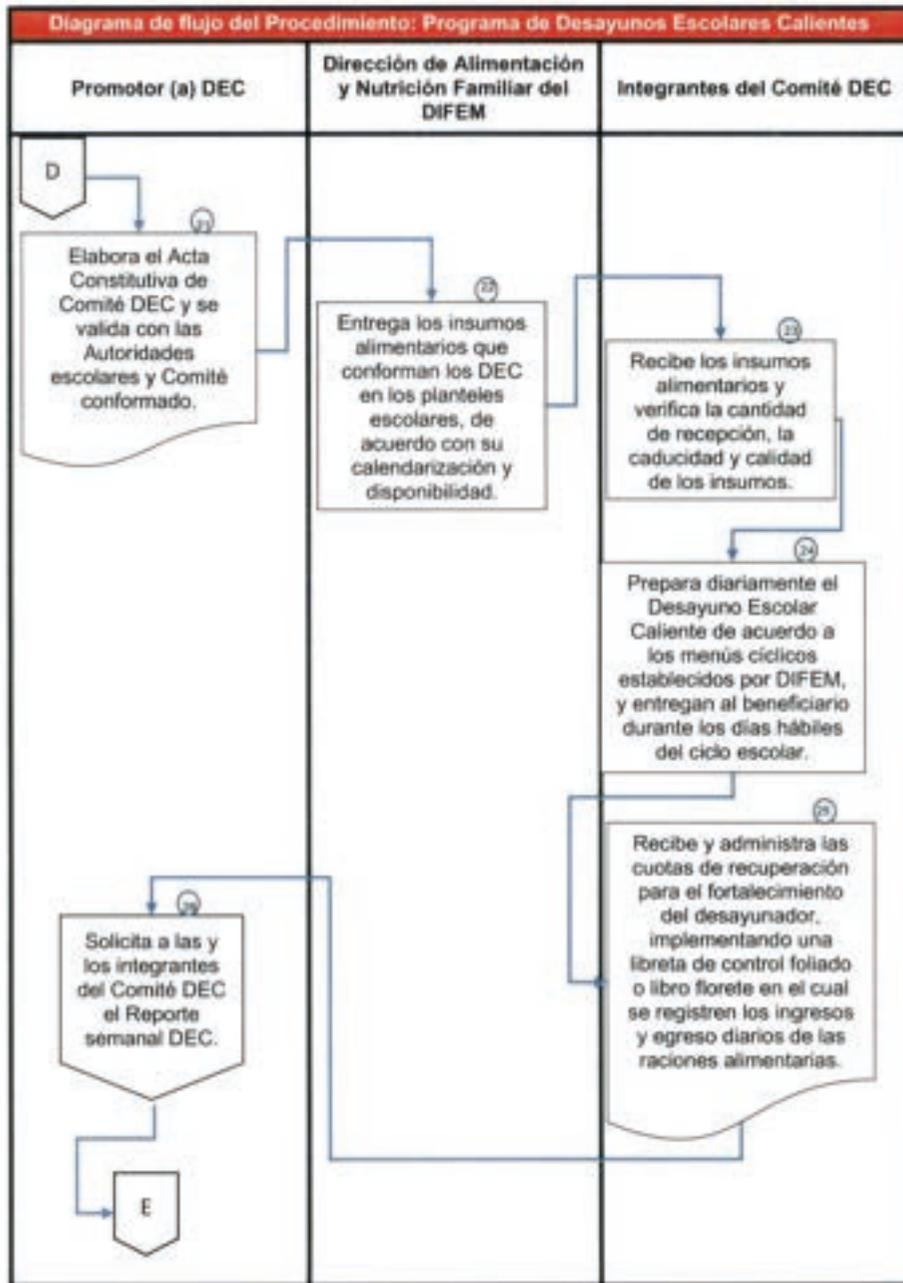 Diagrama de flujo del Procedimiento: Programa de Desayunos Escolares Calientes
Promotor (a) DEC
Dirección de Alimentación
y Nutrición Familiar del
DIFEM
Integrantes del Comité DEC
D
21
Elabora el Acta
Constitutiva de
Comité DEC y se
valida con las
Autoridades
escolares y Comité
conformado.
22
Entrega los insumos
alimentarios que
conforman los DEC
en los planteles
escolares, de
acuerdo con su
calendarización y
disponibilidad.
23
Recibe los insumos
alimentarios y
verifica la cantidad
de recepción, la
caducidad y calidad
de los insumos.
24
Prepara diariamente el
Desayuno Escolar
Caliente de acuerdo a
los menús cíclicos
establecidos por DIFEM,
y entregan al beneficiario
durante los días hábiles
del ciclo escolar.
25
Recibe y administra las
cuotas de recuperación
para el fortalecimiento
del desayunador,
implementando una
libreta de control foliado
o libro florete en el cual
se registren los ingresos
y egreso diarios de las
raciones alimentarias.
26
Solicita a las y
los integrantes
del Comité DEC
el Reporte
semanal DEC.
E